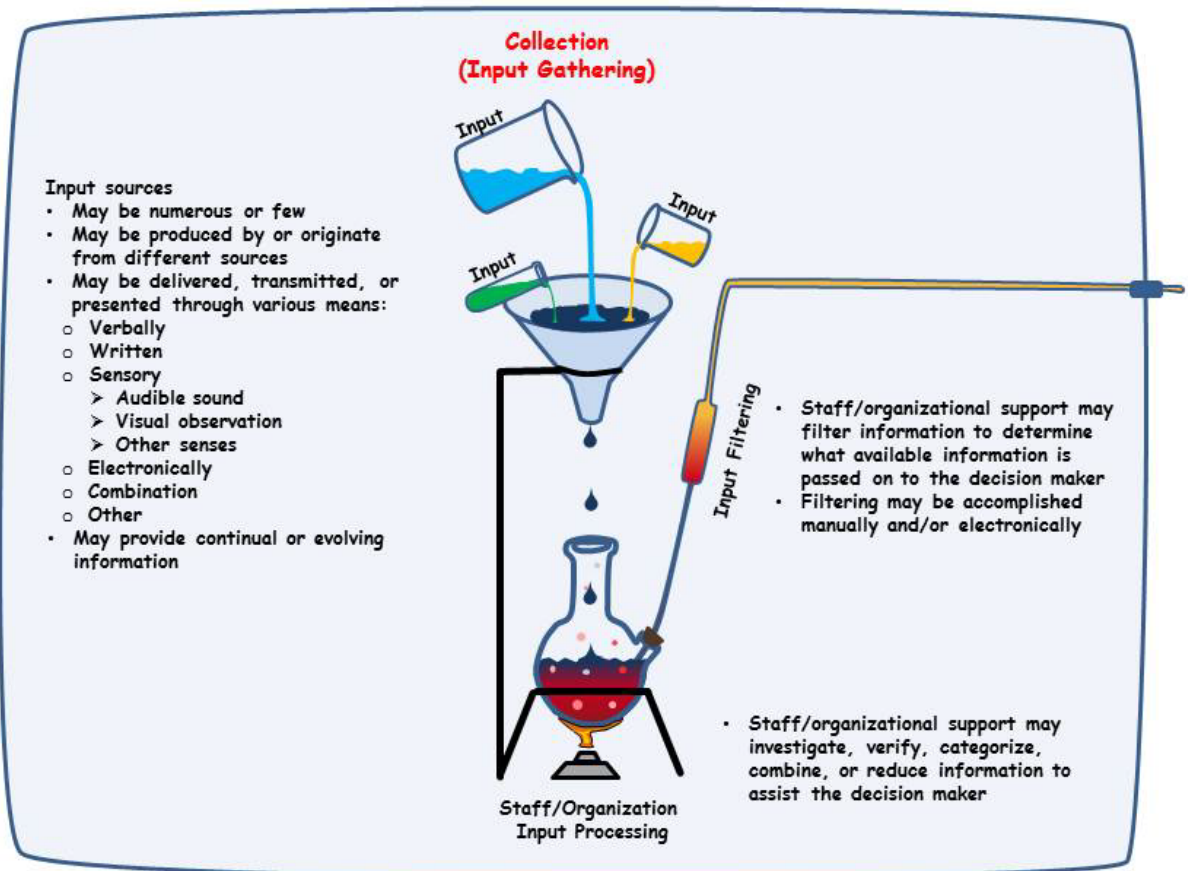 Collection
(Input Gathering)
Input
Input
Input
Input sources
• May be numerous or few
• May be produced by or originate
from different sources
• May be delivered, transmitted, or
presented through various means:
o Verbally
o Written
o Sensory
➢ Audible sound
➢ Visual observation
➢ Other senses
o Electronically
o Combination
o Other
• May provide continual or evolving
information
Input Filtering
• Staff/organizational support may
filter information to determine
what available information is
passed on to the decision maker
• Filtering may be accomplished
manually and/or electronically
• Staff/organizational support may
investigate, verify, categorize,
combine, or reduce information to
assist the decision maker
Staff/Organization
Input Processing